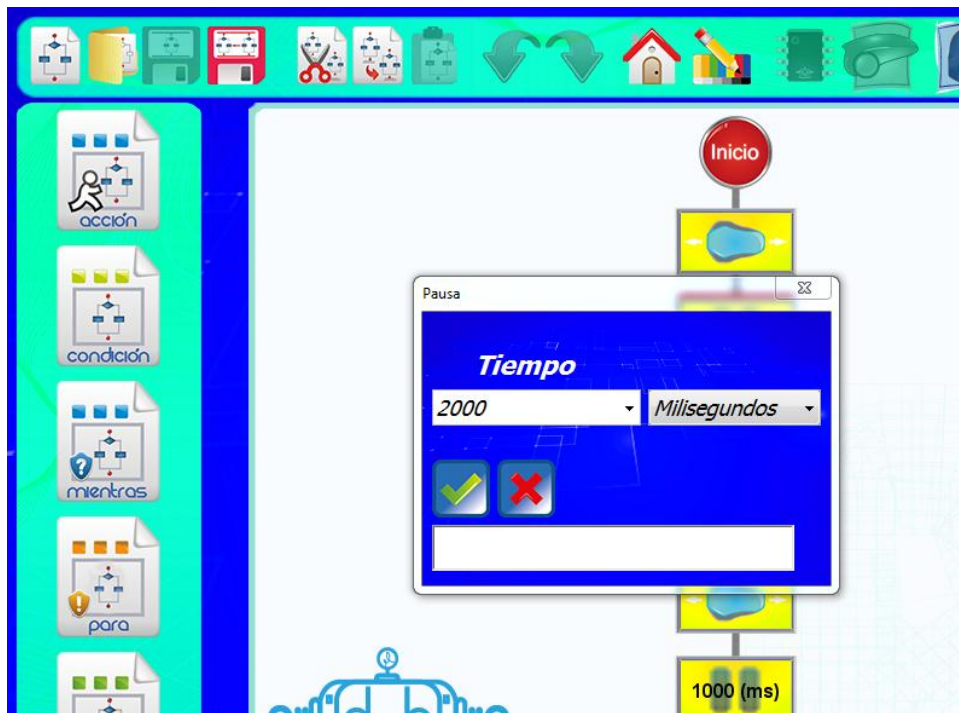 Inicio
acción
condición
mientras
para
Pausa
Tiempo
2000
Milisegundos
1000 (ms)